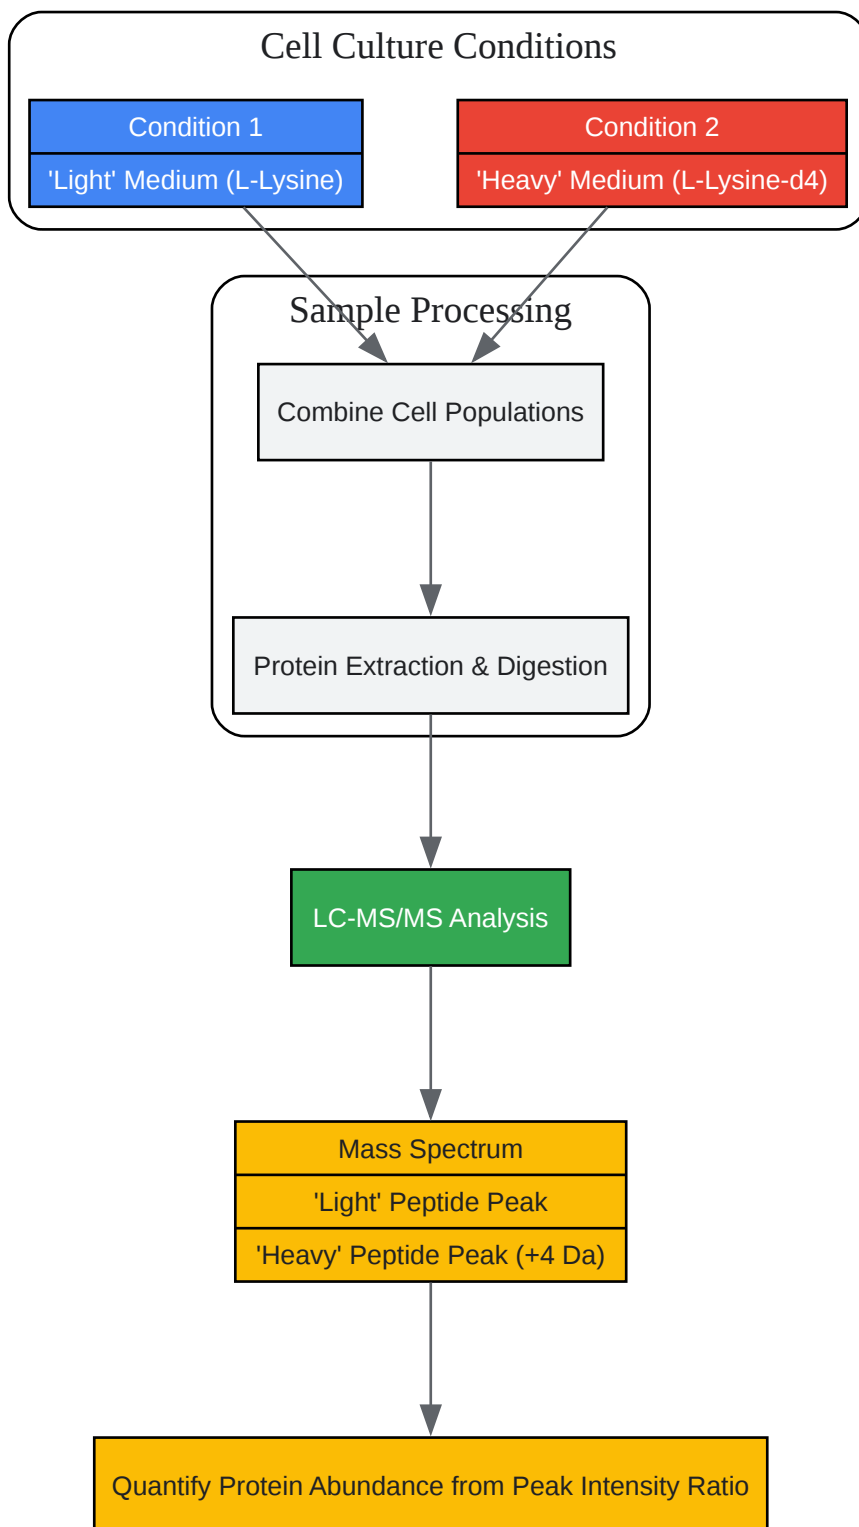 Cell Culture Conditions
Condition 1
'Light' Medium (L-Lysine)
Condition 2
'Heavy' Medium (L-Lysine-d4)
Sample Processing
Combine Cell Populations
Protein Extraction & Digestion
LC-MS/MS Analysis
Mass Spectrum
'Light' Peptide Peak
'Heavy' Peptide Peak (+4 Da)
Quantify Protein Abundance from Peak Intensity Ratio